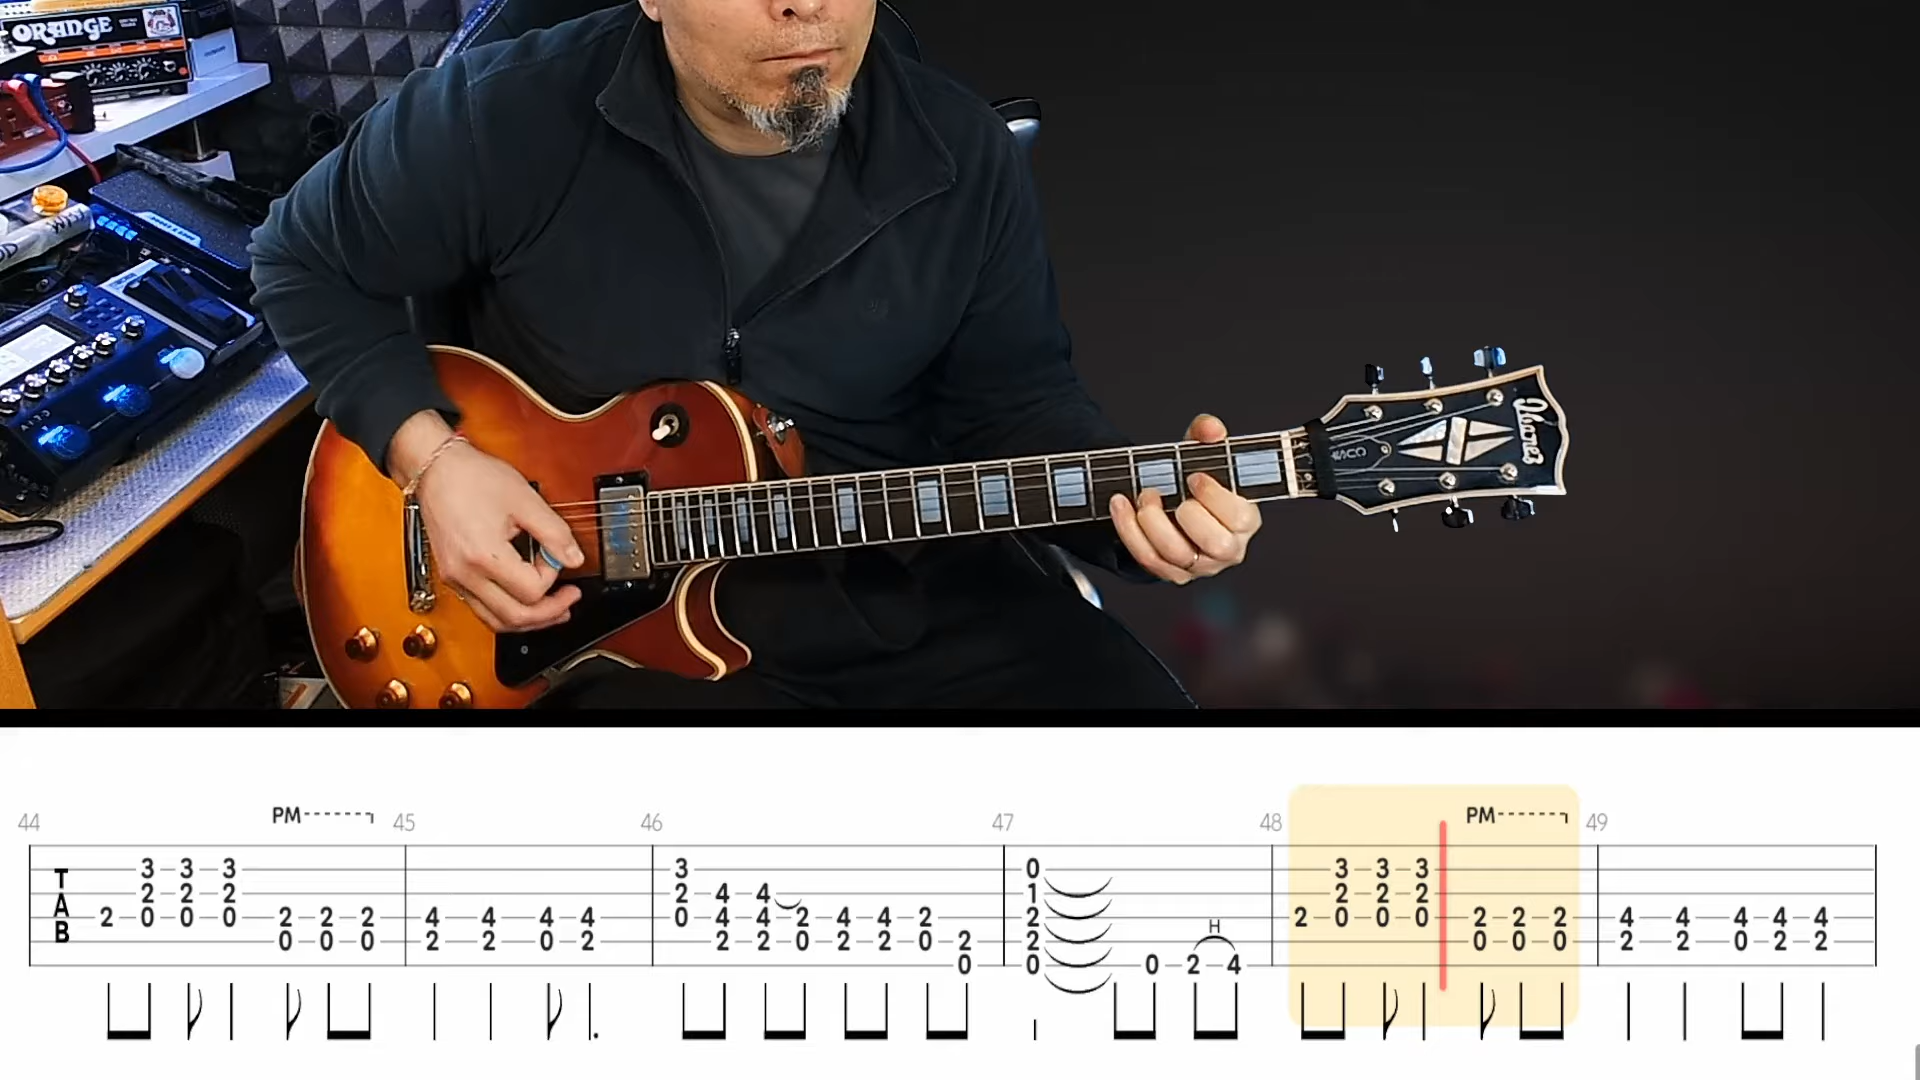 ORANGE
Ibanez
44 PM 45 46 47 48 PM 49
T
A
B
3 3 3 3 0 3 3 3
2 2 2 2 4 4 1 2 2 2
2 0 0 0 2 2 2 4 4 4 4 0 4 4 2 4 4 2 2 2 0 0 0 2 2 2 4 4 4 4 4
0 0 0 2 2 0 2 2 2 0 2 2 0 2 2 0 0 0 2 2 0 2 2
0 0 0 2 4
H